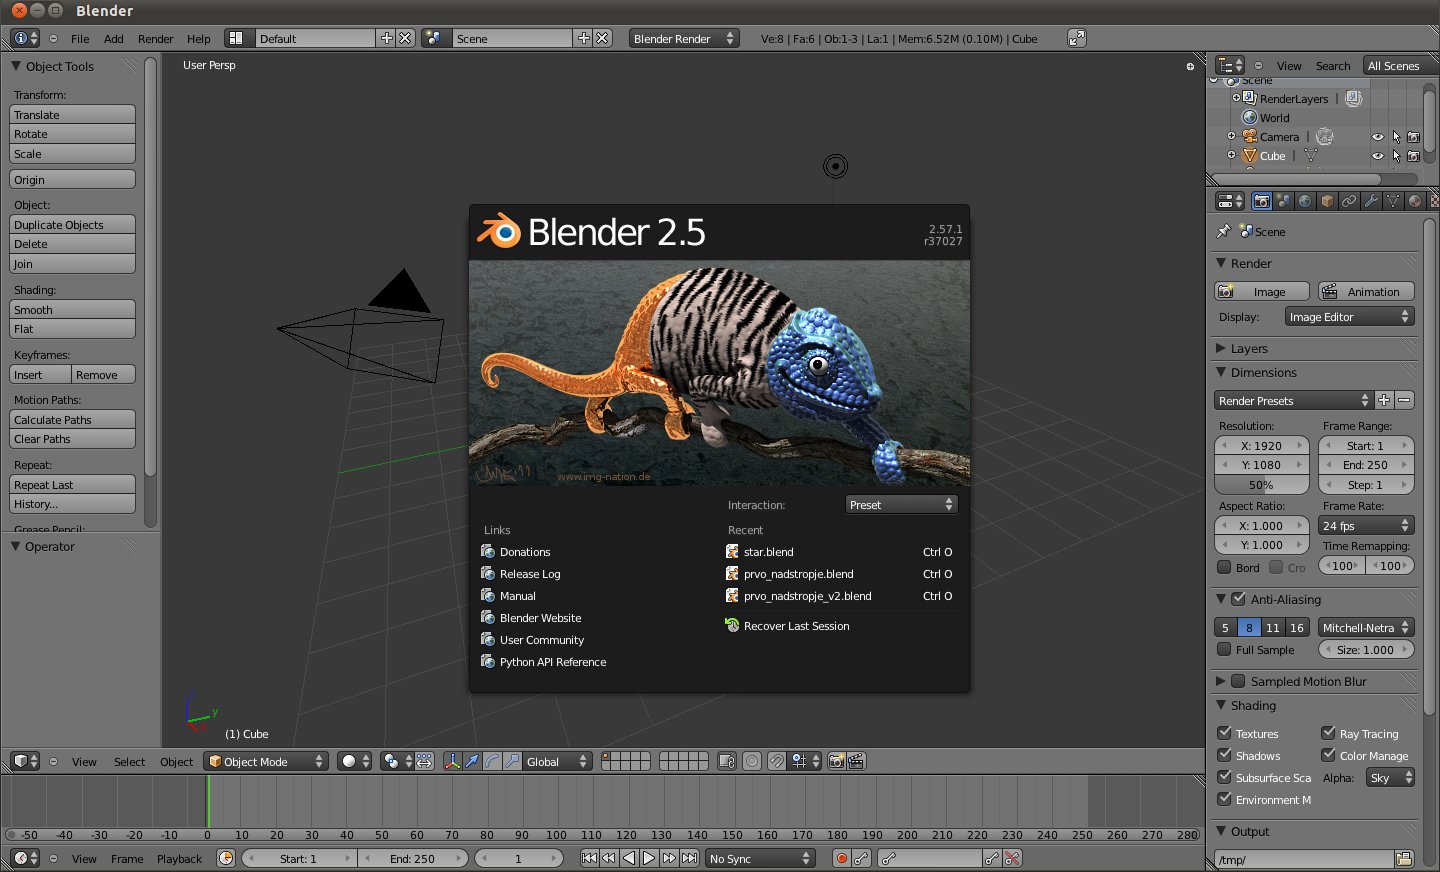 Blender
File Add Render Help Default Scene Blender Render Ve:8 | Fa:6 | Ob:1-3 | La:1 | Mem:6.52M (0.10M) | Cube
Object Tools
Transform:
Translate
Rotate
Scale
Origin
Object:
Duplicate Objects
Delete
Join
Shading:
Smooth
Flat
Keyframes:
Insert Remove
Motion Paths:
Calculate Paths
Clear Paths
Repeat:
Repeat Last
History...
Grease Pencil:
Operator
User Persp
Blender 2.5
2.57.1
r37027
www.img-nation.de
Interaction: Preset
Links
Donations
Release Log
Manual
Blender Website
User Community
Python API Reference
Recent
star.blend Ctrl O
prvo_nadstropje.blend Ctrl O
prvo_nadstropje_v2.blend Ctrl O
Recover Last Session
z
y
x
(1) Cube
View Select Object Object Mode Global
-50 -40 -30 -20 -10 0 10 20 30 40 50 60 70 80 90 100 110 120 130 140 150 160 170 180 190 200 210 220 230 240 250 260 270 280
View Frame Playback Start: 1 End: 250 1 No Sync
View Search All Scenes
Scene
RenderLayers |
World
Camera |
Cube |
Scene
Render
Image Animation
Display: Image Editor
Layers
Dimensions
Render Presets
Resolution: Frame Range:
X: 1920 Start: 1
Y: 1080 End: 250
50% Step: 1
Aspect Ratio: Frame Rate:
X: 1.000 24 fps
Y: 1.000 Time Remapping:
Bord Cro 100 100
Anti-Aliasing
5 8 11 16 Mitchell-Netra
Full Sample Size: 1.000
Sampled Motion Blur
Shading
Textures Ray Tracing
Shadows Color Manage
Subsurface Sca Alpha: Sky
Environment M
Output
/tmp/